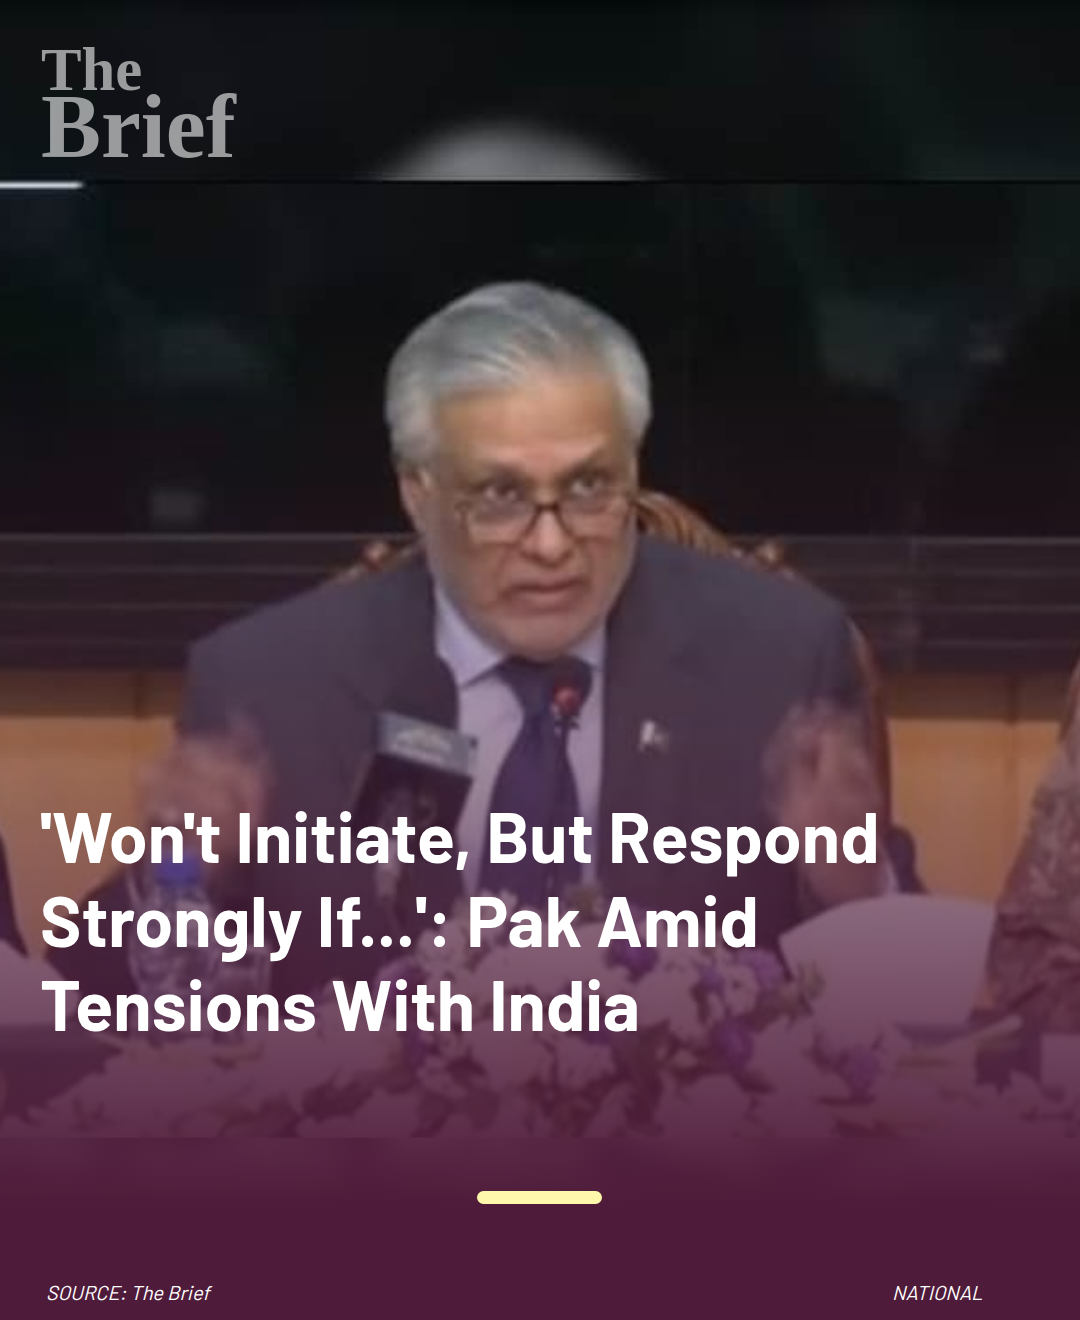 The
Brief
'Won't Initiate, But Respond
Strongly If...': Pak Amid
Tensions With India
SOURCE: The Brief
NATIONAL